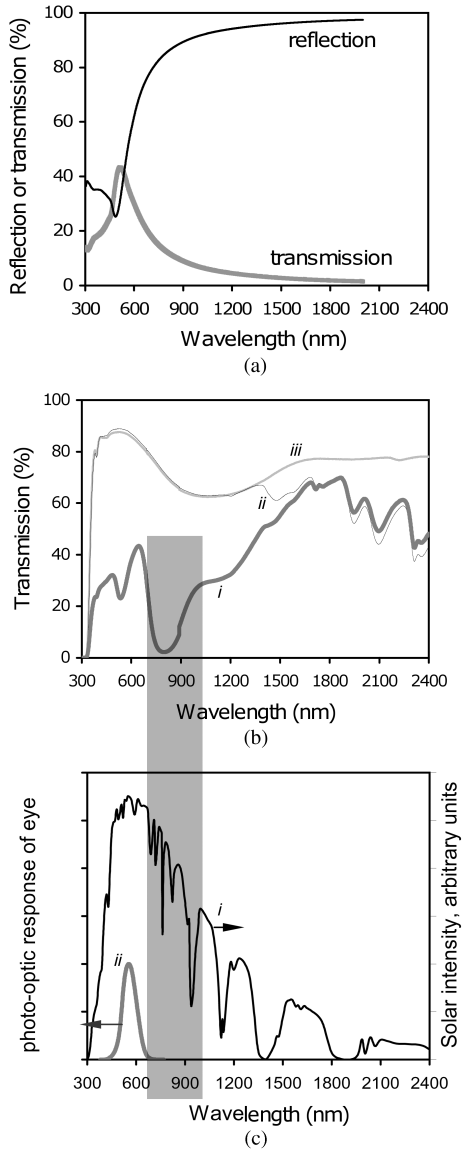 Reflection or transmission (%)
100
80
60
40
20
0
reflection
transmission
300 600 900 1200 1500 1800 2100 2400
Wavelength (nm)
(a)
Transmission (%)
100
80
60
40
20
0
iii
ii
i
300 600 900 1200 1500 1800 2100 2400
Wavelength (nm)
(b)
photo-optic response of eye
Solar intensity, arbitrary units
i
ii
300 600 900 1200 1500 1800 2100 2400
Wavelength (nm)
(c)